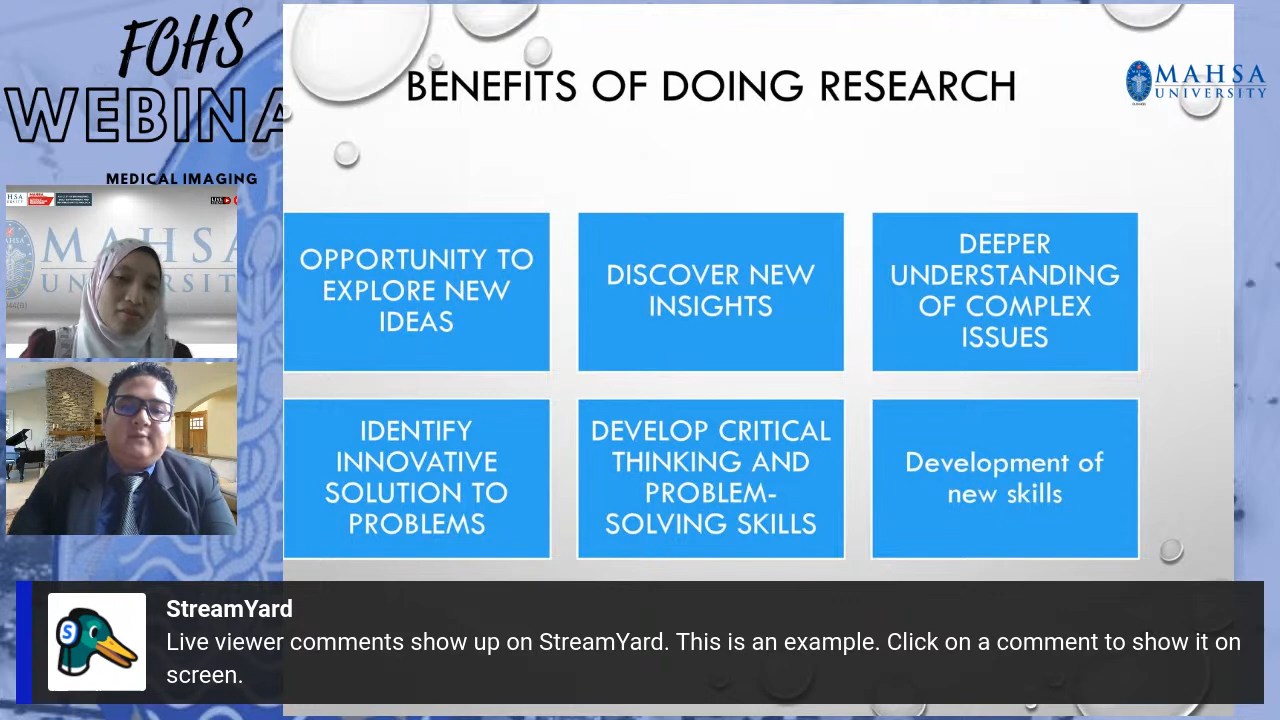 FOHS
WEBINA
MEDICAL IMAGING
BENEFITS OF DOING RESEARCH
MAHSA
UNIVERSITY
LIVE
MAHSA
UNIVERSITY
OPPORTUNITY TO
EXPLORE NEW
IDEAS
DISCOVER NEW
INSIGHTS
DEEPER
UNDERSTANDING
OF COMPLEX
ISSUES
IDENTIFY
INNOVATIVE
SOLUTION TO
PROBLEMS
DEVELOP CRITICAL
THINKING AND
PROBLEM-
SOLVING SKILLS
Development of
new skills
S
StreamYard
Live viewer comments show up on StreamYard. This is an example. Click on a comment to show it on
screen.